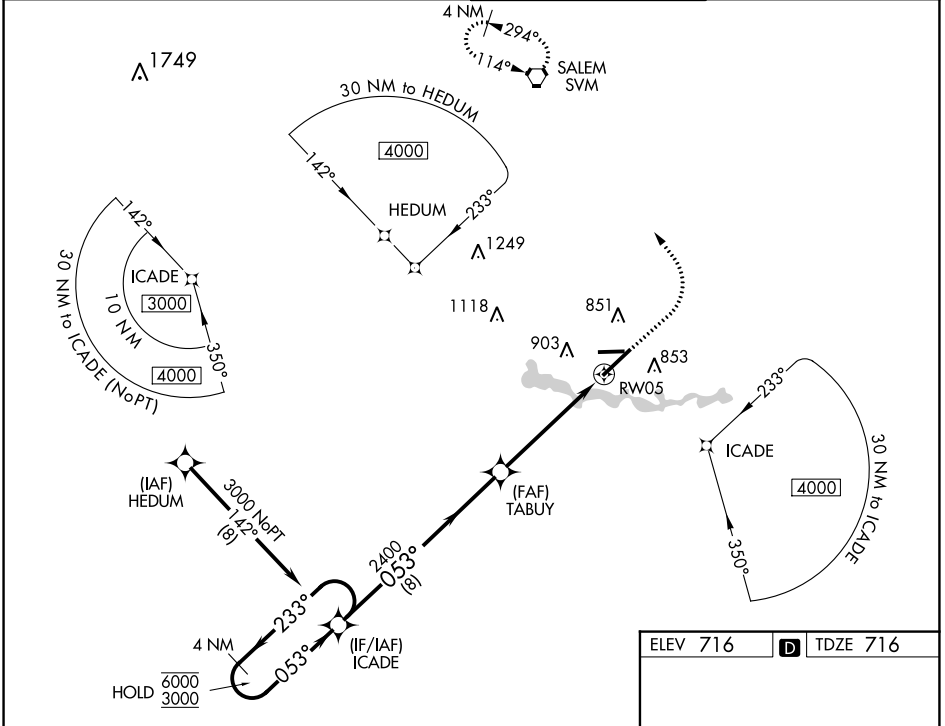 4 NM
294°
114°
SALEM
SVM
1749
30 NM to HEDUM
4000
142°
233°
HEDUM
142°
ICADE
3000
10 NM
350°
4000
30 NM to ICADE (NoPT)
1249
1118
851
903
853
RW05
233°
ICADE
4000
350°
30 NM to ICADE
(IAF)
HEDUM
3000 NoPT
142°
(8)
(FAF)
TABUY
2400
053°
(8)
233°
053°
4 NM
(IF/IAF)
ICADE
HOLD 6000
3000
ELEV 716 D TDZE 716